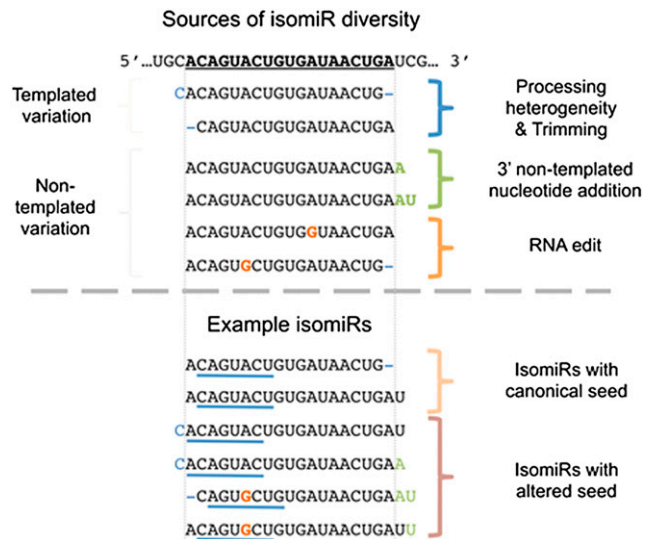 Sources of isomiR diversity
5′…UGCACAGUACUGUGAUAACUGAUCG… 3′
Templated
variation
CACAGUACUGUGAUAACUG–
–CAGUACUGUGAUAACUGA
Processing
heterogeneity
& Trimming
Non-
templated
variation
ACAGUACUGUGAUAACUGAA
ACAGUACUGUGAUAACUGAAU
3' non-templated
nucleotide addition
ACAGUACUGUGGUAACUGA
ACAGUGCUGUGAUAACUG–
RNA edit
Example isomiRs
ACAGUACUGUGAUAACUG–
ACAGUACUGUGAUAACUGAU
IsomiRs with
canonical seed
CACAGUACUGUGAUAACUGAU
CACAGUACUGUGAUAACUGAA
–CAGUGCUGUGAUAACUGAAU
ACAGUGCUGUGAUAACUGAUU
IsomiRs with
altered seed